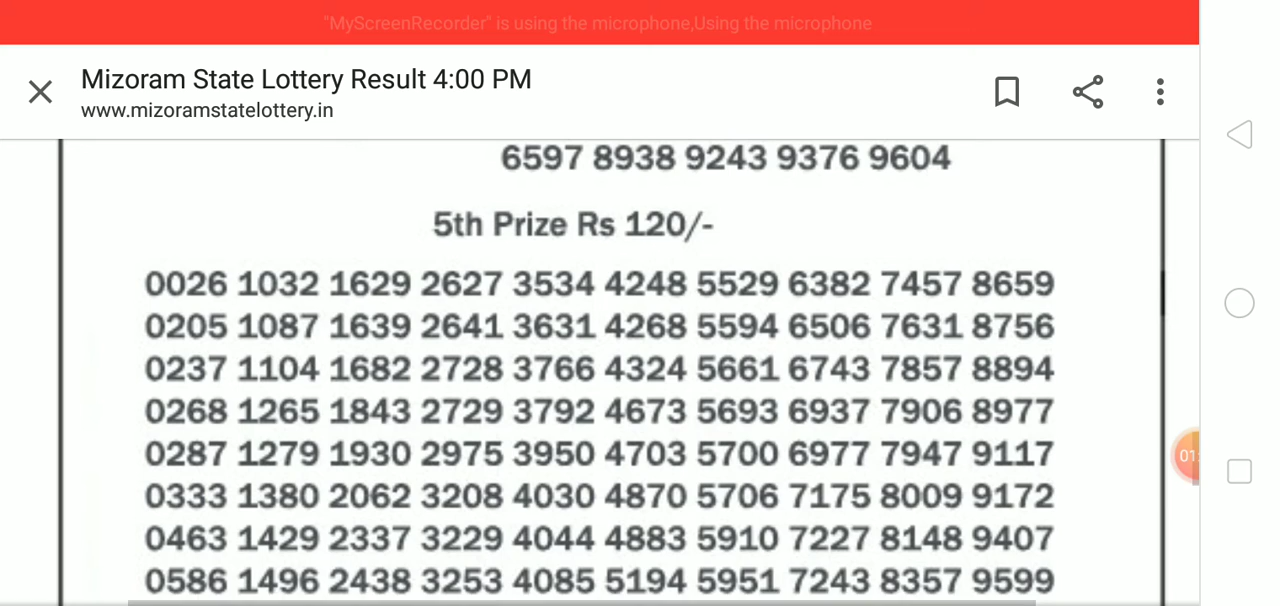 "MyScreenRecorder" is using the microphone,Using the microphone
Mizoram State Lottery Result 4:00 PM
www.mizoramstatelottery.in
6597 8938 9243 9376 9604
5th Prize Rs 120/-
0026 1032 1629 2627 3534 4248 5529 6382 7457 8659
0205 1087 1639 2641 3631 4268 5594 6506 7631 8756
0237 1104 1682 2728 3766 4324 5661 6743 7857 8894
0268 1265 1843 2729 3792 4673 5693 6937 7906 8977
0287 1279 1930 2975 3950 4703 5700 6977 7947 9117
01:
0333 1380 2062 3208 4030 4870 5706 7175 8009 9172
0463 1429 2337 3229 4044 4883 5910 7227 8148 9407
0586 1496 2438 3253 4085 5194 5951 7243 8357 9599